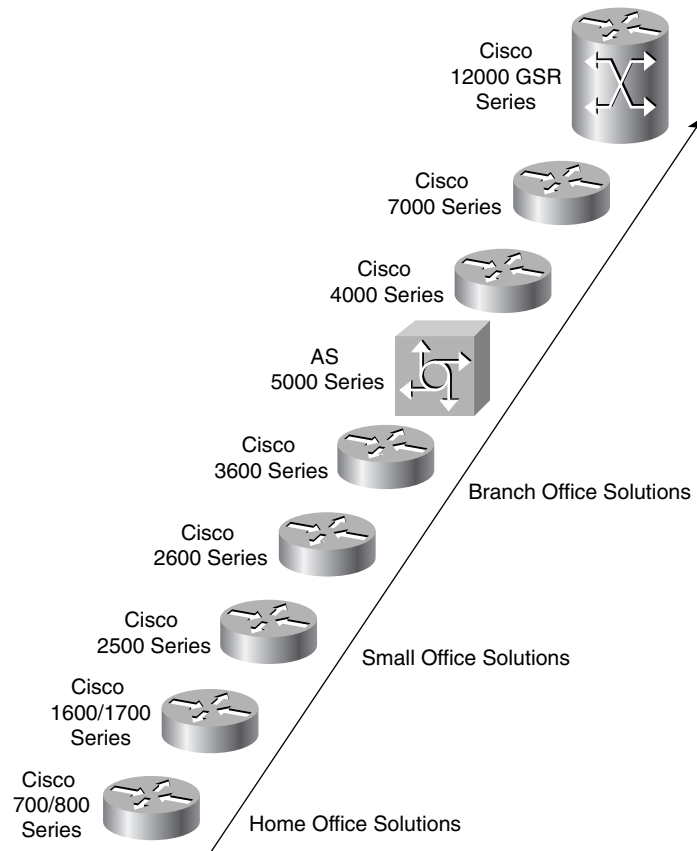 Cisco
12000 GSR
Series
Cisco
7000 Series
Cisco
4000 Series
AS
5000 Series
Cisco
3600 Series
Branch Office Solutions
Cisco
2600 Series
Cisco
2500 Series
Small Office Solutions
Cisco
1600/1700
Series
Cisco
700/800
Series
Home Office Solutions